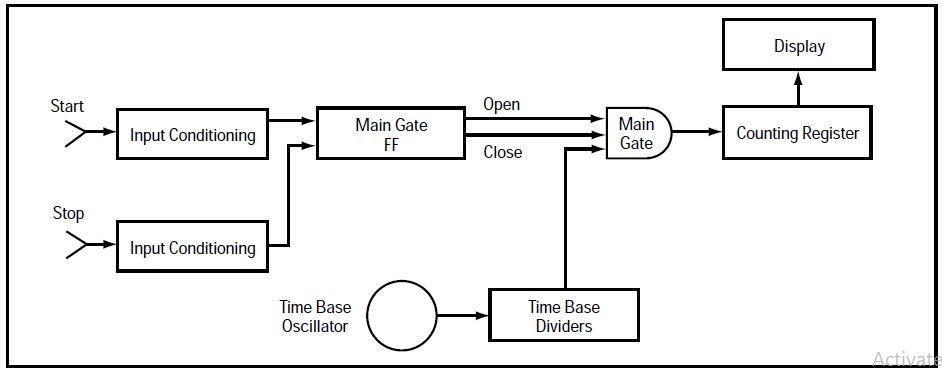 Display
Start
Input Conditioning
Main Gate
FF
Open
Close
Main
Gate
Counting Register
Stop
Input Conditioning
Time Base
Oscillator
Time Base
Dividers
Activate